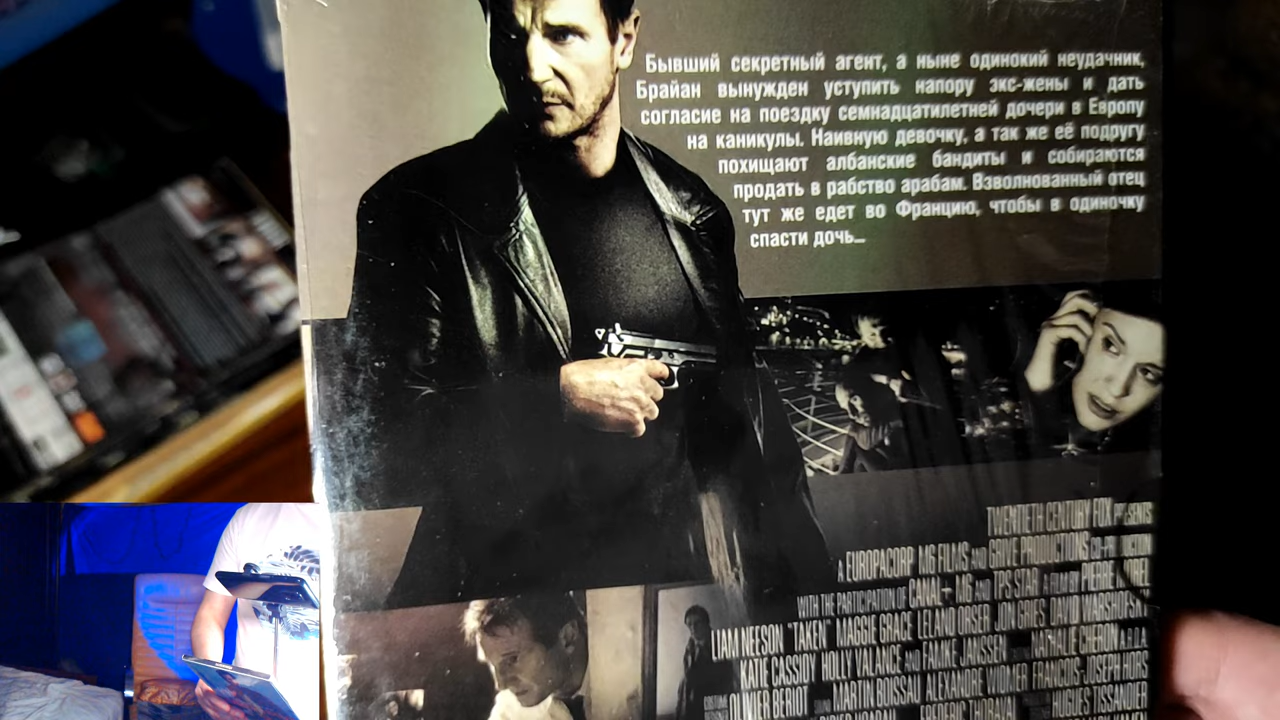 Бывший секретный агент, а ныне одинокий неудачник,
Брайан вынужден уступить напору экс-жены и дать
согласие на поездку семнадцатилетней дочери в Европу
на каникулы. Наивную девочку, а так же её подругу
похищают албанские бандиты и собираются
продать в рабство арабам. Взволнованный отец
тут же едет во Францию, чтобы в одиночку
спасти дочь...
TWENTIETH CENTURY FOX PRESENTS
A EUROPACORP M6 FILMS AND GRIVE PRODUCTIONS CO-PRODUCTION
WITH THE PARTICIPATION OF CANAL+ M6 AND TPS STAR A FILM BY PIERRE MOREL
LIAM NEESON "TAKEN" MAGGIE GRACE LELAND ORSER JON GRIES DAVID WARSHOFSKY
KATIE CASSIDY HOLLY VALANCE AND FAMKE JANSSEN NATHALIE CHERON A.R.D.A.
OLIVIER BERIOT MARTIN BOISSAU ALEXANDRE WIDMER FRANCOIS-JOSEPH HORS
FREDERIC THORAVAL HUGUES TISSANDIER